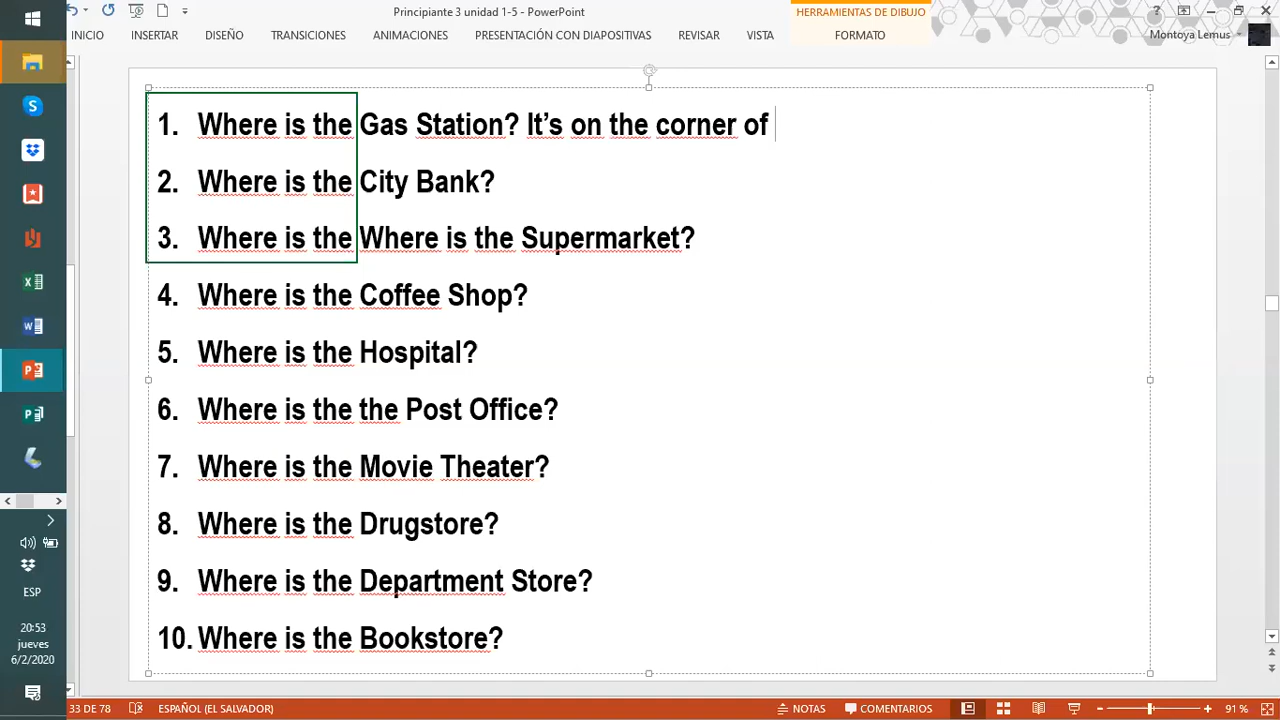 Principiante 3 unidad 1-5 - PowerPoint
HERRAMIENTAS DE DIBUJO
?
INICIO INSERTAR DISEÑO TRANSICIONES ANIMACIONES PRESENTACIÓN CON DIAPOSITIVAS REVISAR VISTA FORMATO Montoya Lemus
1. Where is the Gas Station? It's on the corner of
2. Where is the City Bank?
3. Where is the Where is the Supermarket?
4. Where is the Coffee Shop?
5. Where is the Hospital?
6. Where is the the Post Office?
7. Where is the Movie Theater?
8. Where is the Drugstore?
9. Where is the Department Store?
10. Where is the Bookstore?
ESP
20:53
jueves
6/2/2020
33 DE 78 ESPAÑOL (EL SALVADOR) NOTAS COMENTARIOS 91 %